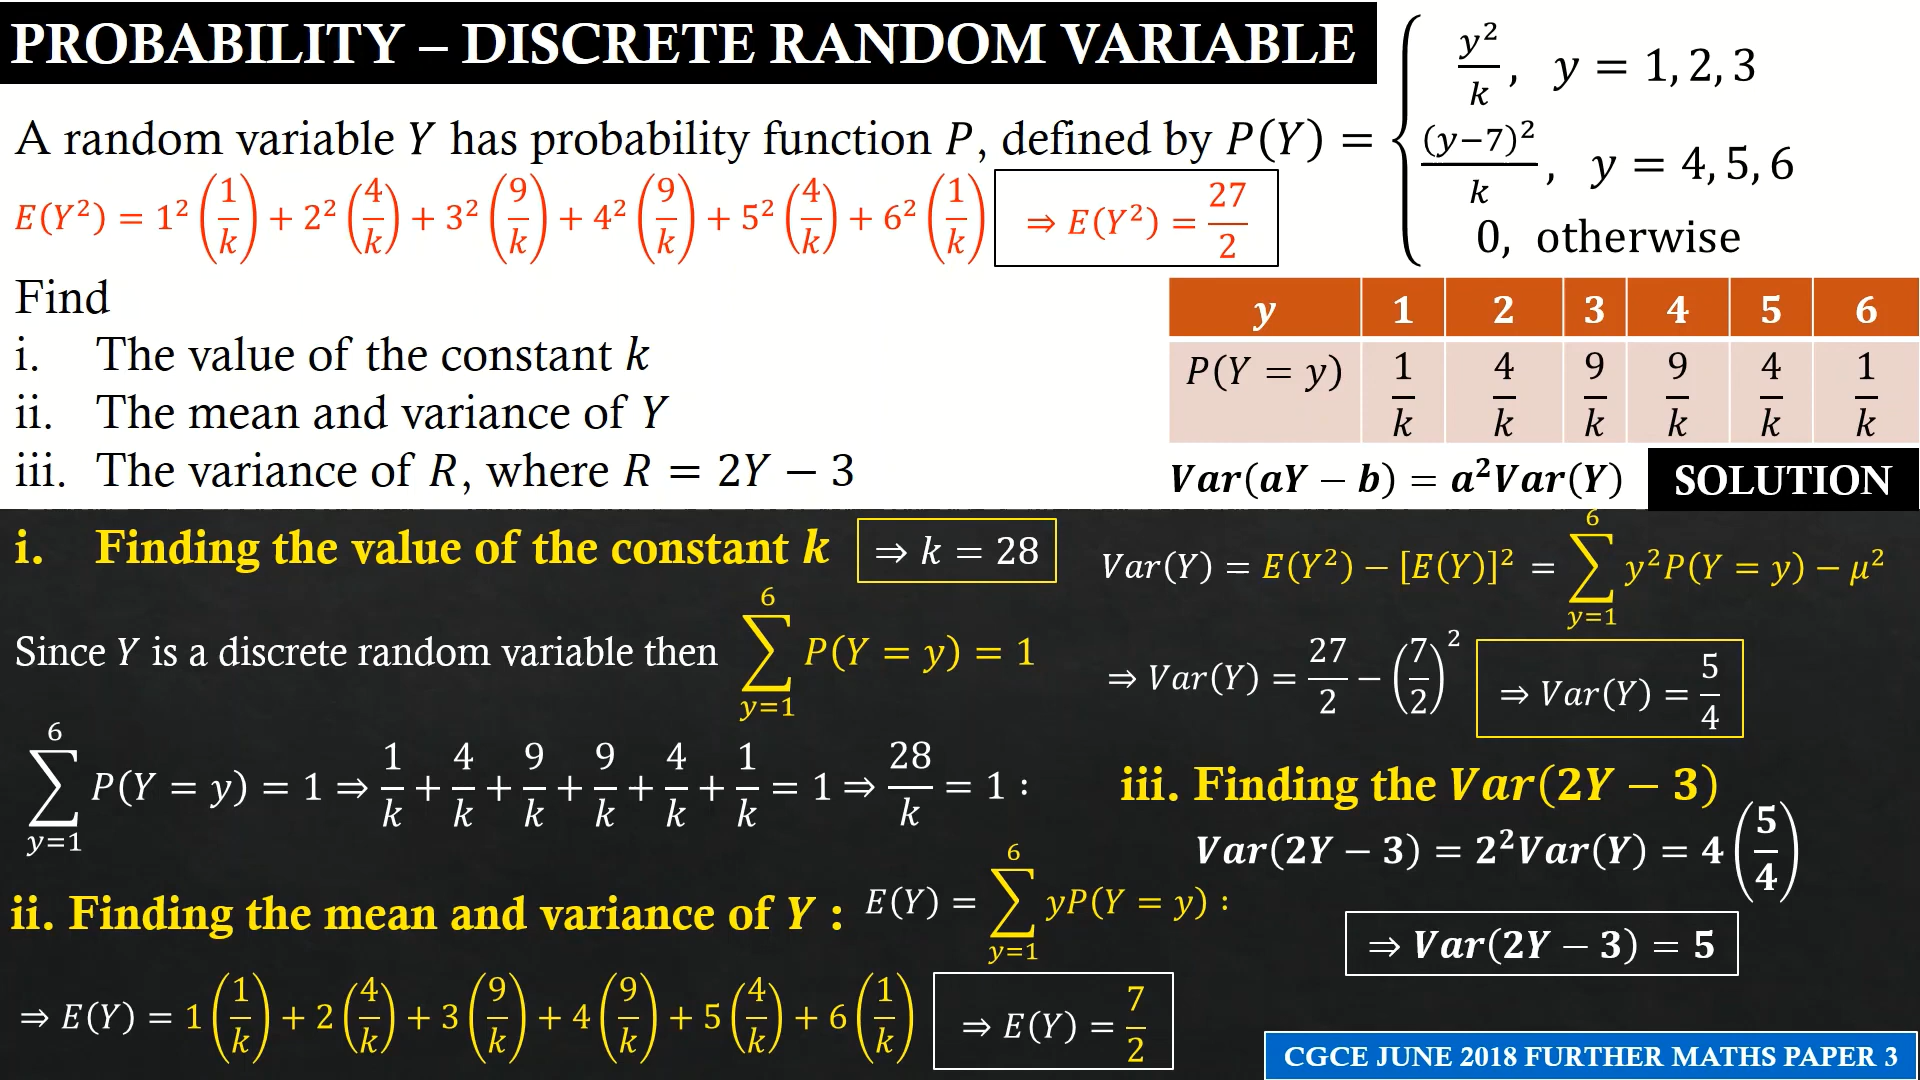 PROBABILITY – DISCRETE RANDOM VARIABLE
A random variable Y has probability function P, defined by P(Y) = { y²/k, y = 1, 2, 3
(y−7)²/k, y = 4, 5, 6
0, otherwise
E(Y²) = 1²(1/k) + 2²(4/k) + 3²(9/k) + 4²(9/k) + 5²(4/k) + 6²(1/k) ⇒ E(Y²) = 27/2
Find
i. The value of the constant k
ii. The mean and variance of Y
iii. The variance of R, where R = 2Y − 3
y 1 2 3 4 5 6
P(Y = y) 1/k 4/k 9/k 9/k 4/k 1/k
Var(aY − b) = a²Var(Y)
SOLUTION
i. Finding the value of the constant k ⇒ k = 28
Since Y is a discrete random variable then ∑_{y=1}^{6} P(Y = y) = 1
∑_{y=1}^{6} P(Y = y) = 1 ⇒ 1/k + 4/k + 9/k + 9/k + 4/k + 1/k = 1 ⇒ 28/k = 1 :
ii. Finding the mean and variance of Y : E(Y) = ∑_{y=1}^{6} yP(Y = y) :
⇒ E(Y) = 1(1/k) + 2(4/k) + 3(9/k) + 4(9/k) + 5(4/k) + 6(1/k) ⇒ E(Y) = 7/2
Var(Y) = E(Y²) − [E(Y)]² = ∑_{y=1}^{6} y²P(Y = y) − μ²
⇒ Var(Y) = 27/2 − (7/2)² ⇒ Var(Y) = 5/4
iii. Finding the Var(2Y − 3)
Var(2Y − 3) = 2²Var(Y) = 4(5/4)
⇒ Var(2Y − 3) = 5
CGCE JUNE 2018 FURTHER MATHS PAPER 3